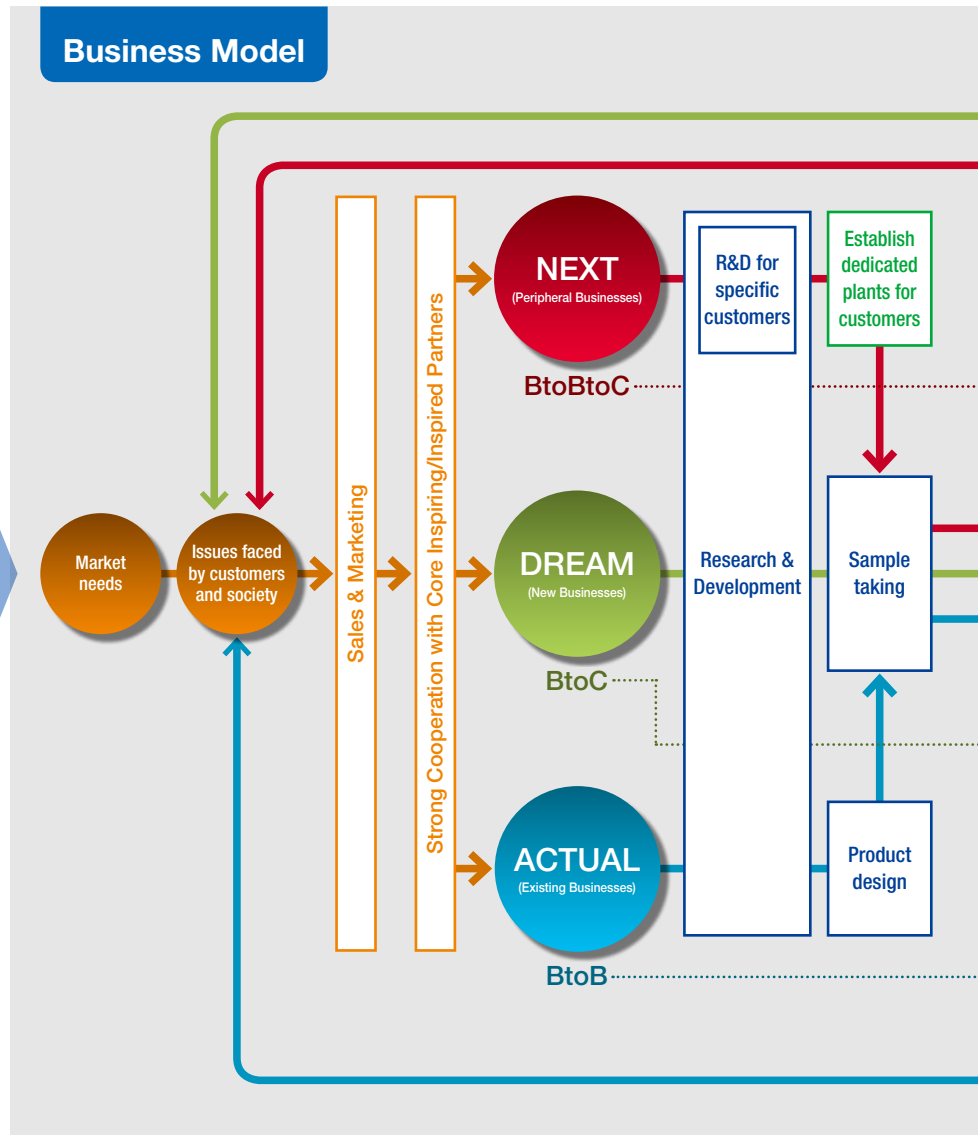 Business Model
Market
needs
Issues faced
by customers
and society
Sales & Marketing
Strong Cooperation with Core Inspiring/Inspired Partners
NEXT
(Peripheral Businesses)
BtoBtoC
DREAM
(New Businesses)
BtoC
ACTUAL
(Existing Businesses)
BtoB
R&D for
specific
customers
Research &
Development
Establish
dedicated
plants for
customers
Sample
taking
Product
design